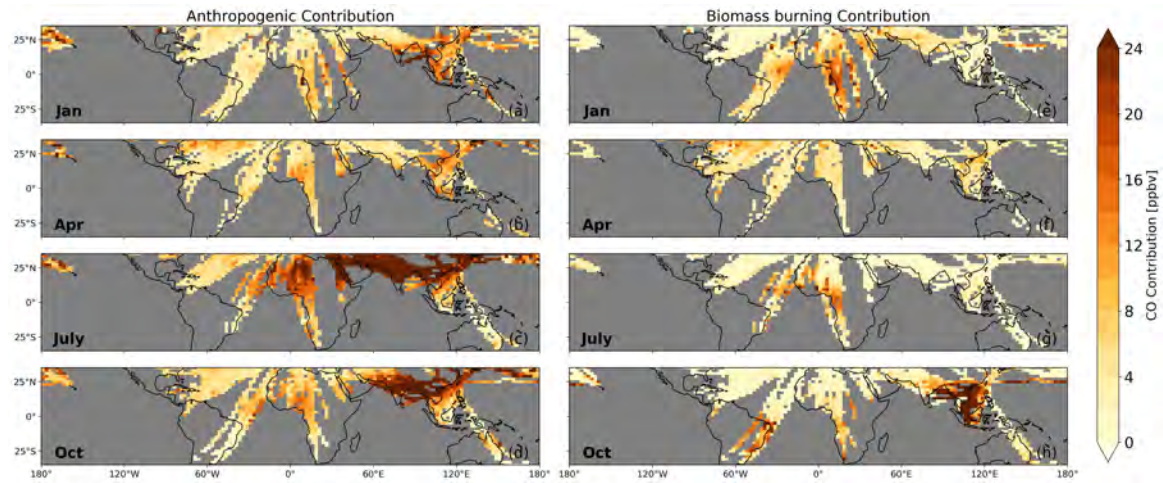 Anthropogenic Contribution
Biomass burning Contribution
25°N
0°
25°S
Jan
(a)
Jan
(e)
25°N
0°
25°S
Apr
(b)
Apr
(f)
25°N
0°
25°S
July
(c)
July
(g)
25°N
0°
25°S
Oct
(d)
Oct
(h)
180° 120°W 60°W 0° 60°E 120°E 180°
180° 120°W 60°W 0° 60°E 120°E 180°
24
20
16
12
8
4
0
CO Contribution [ppbv]